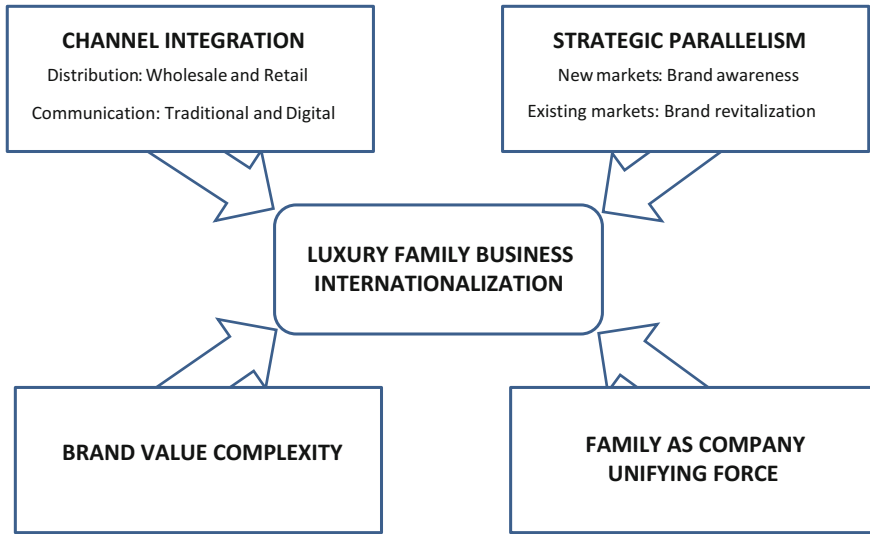 CHANNEL INTEGRATION
Distribution: Wholesale and Retail
Communication: Traditional and Digital
STRATEGIC PARALLELISM
New markets: Brand awareness
Existing markets: Brand revitalization
LUXURY FAMILY BUSINESS
INTERNATIONALIZATION
BRAND VALUE COMPLEXITY
FAMILY AS COMPANY
UNIFYING FORCE